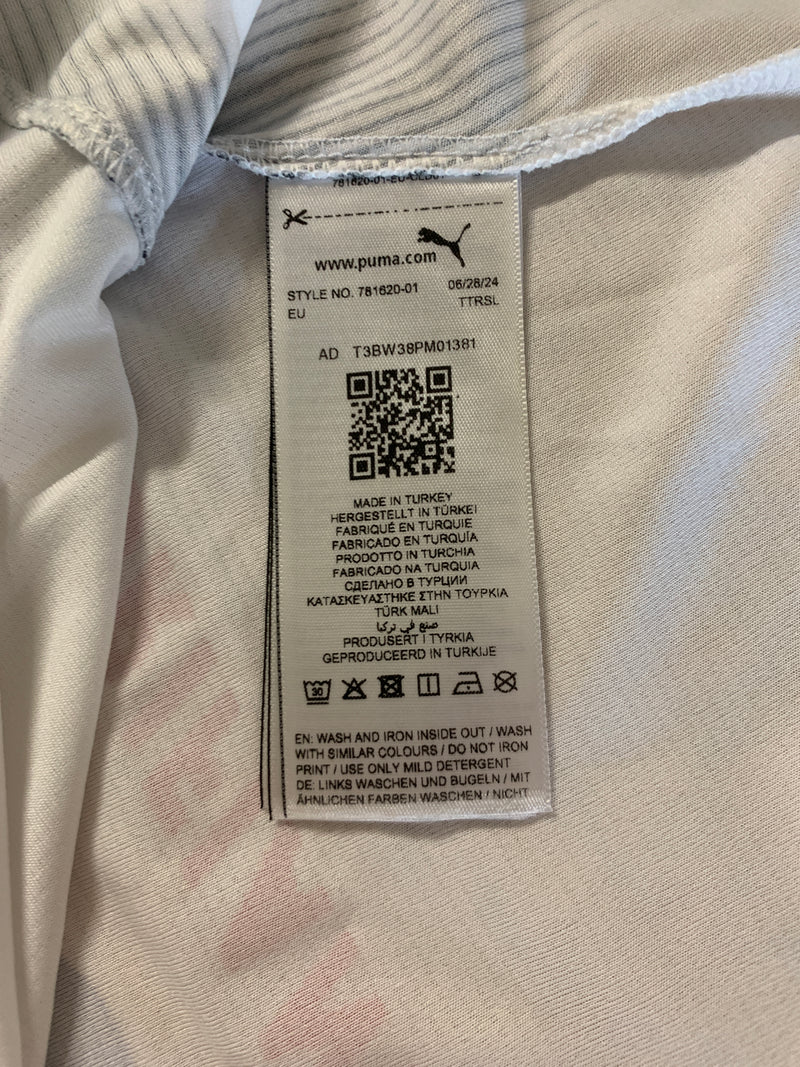 781620-01-EU
www.puma.com
STYLE NO. 781620-01 06/28/24
EU TTRSL
AD T3BW38PM01381
MADE IN TURKEY
HERGESTELLT IN TÜRKEI
FABRIQUÉ EN TURQUIE
FABRICADO EN TURQUÍA
PRODOTTO IN TURCHIA
FABRICADO NA TURQUIA
СДЕЛАНО В ТУРЦИИ
ΚΑΤΑΣΚΕΥΑΣΤΗΚΕ ΣΤΗΝ ΤΟΥΡΚΙΑ
TÜRK MALI
صنع في تركيا
PRODUSERT I TYRKIA
GEPRODUCEERD IN TURKIJE
30
EN: WASH AND IRON INSIDE OUT / WASH
WITH SIMILAR COLOURS / DO NOT IRON
PRINT / USE ONLY MILD DETERGENT
DE: LINKS WASCHEN UND BUGELN / MIT
ÄHNLICHEN FARBEN WASCHEN / NICHT